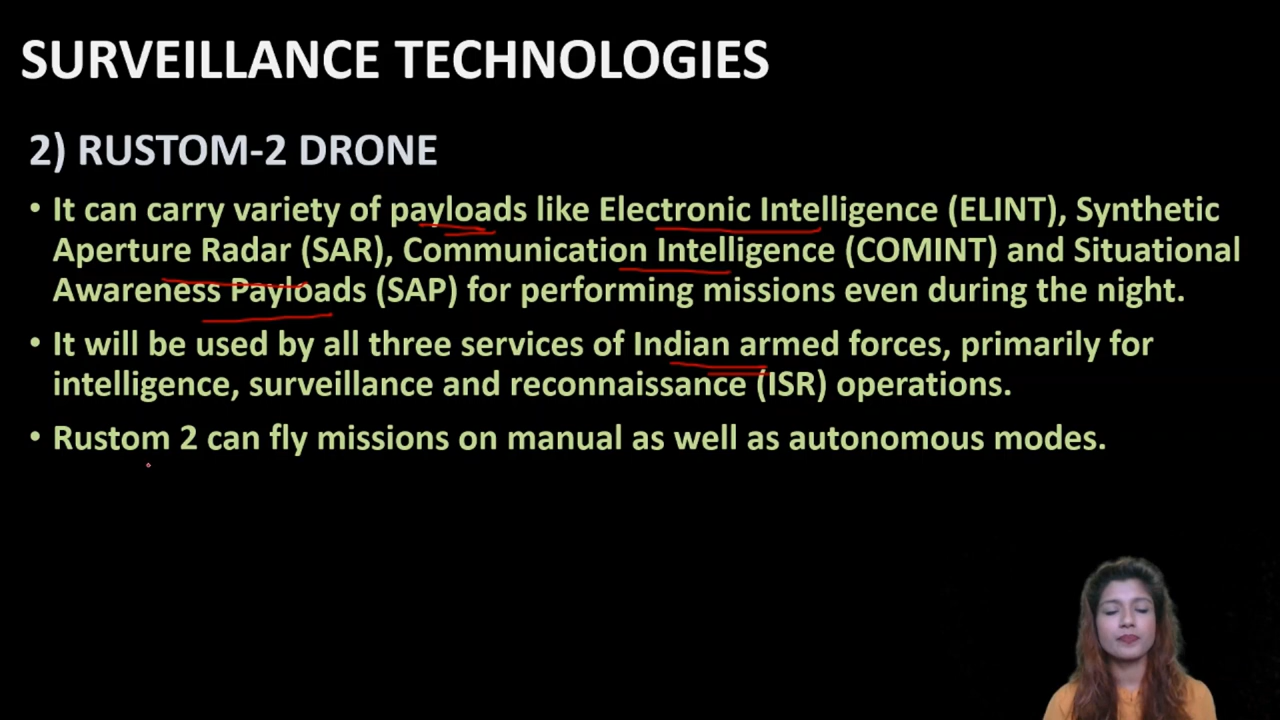 SURVEILLANCE TECHNOLOGIES
2) RUSTOM-2 DRONE
• It can carry variety of payloads like Electronic Intelligence (ELINT), Synthetic
Aperture Radar (SAR), Communication Intelligence (COMINT) and Situational
Awareness Payloads (SAP) for performing missions even during the night.
• It will be used by all three services of Indian armed forces, primarily for
intelligence, surveillance and reconnaissance (ISR) operations.
• Rustom 2 can fly missions on manual as well as autonomous modes.